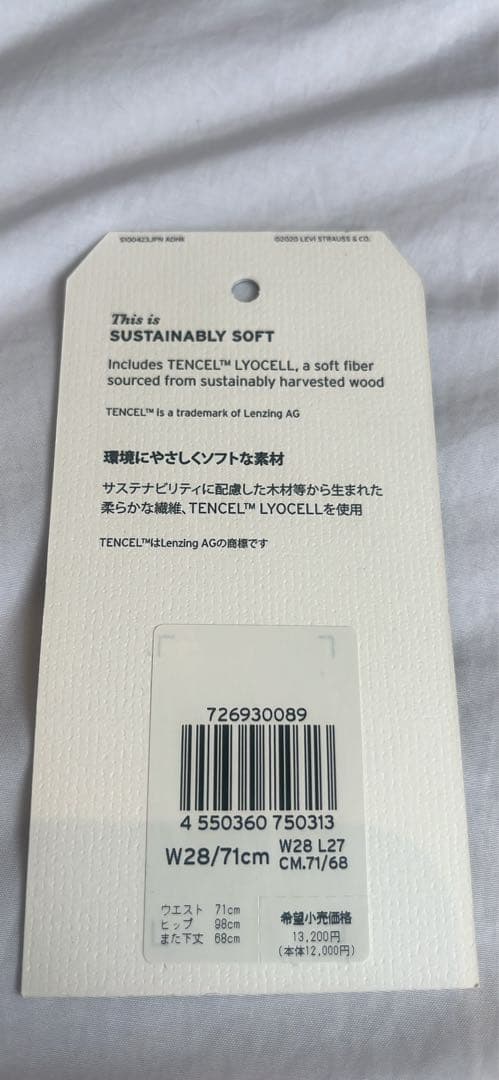 S100423JPN ADHR
©2020 LEVI STRAUSS & CO.
This is
SUSTAINABLY SOFT
Includes TENCEL™ LYOCELL, a soft fiber
sourced from sustainably harvested wood
TENCEL™ is a trademark of Lenzing AG
環境にやさしくソフトな素材
サステナビリティに配慮した木材等から生まれた
柔らかな繊維、TENCEL™ LYOCELLを使用
TENCEL™はLenzing AGの商標です
726930089
4 550360 750313
W28/71cm
W28 L27
CM.71/68
ウエスト 71cm
ヒップ 98cm
また下丈 68cm
希望小売価格
13,200円
(本体12,000円)